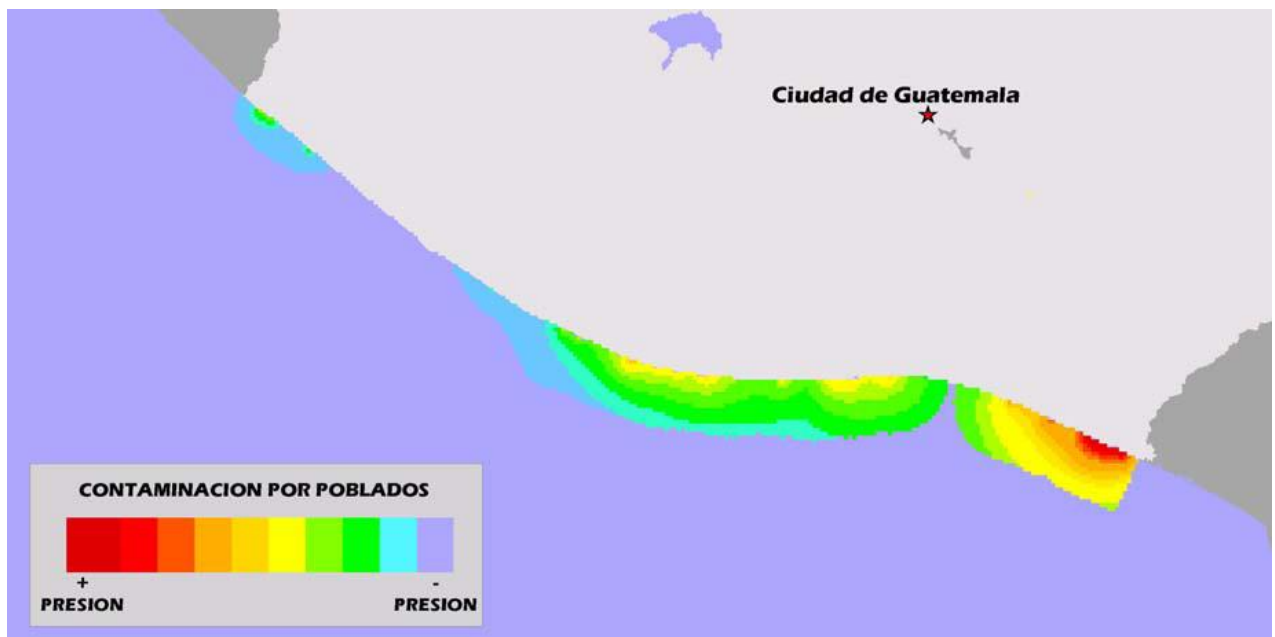 Ciudad de Guatemala
CONTAMINACION POR POBLADOS
+ -
PRESION PRESION